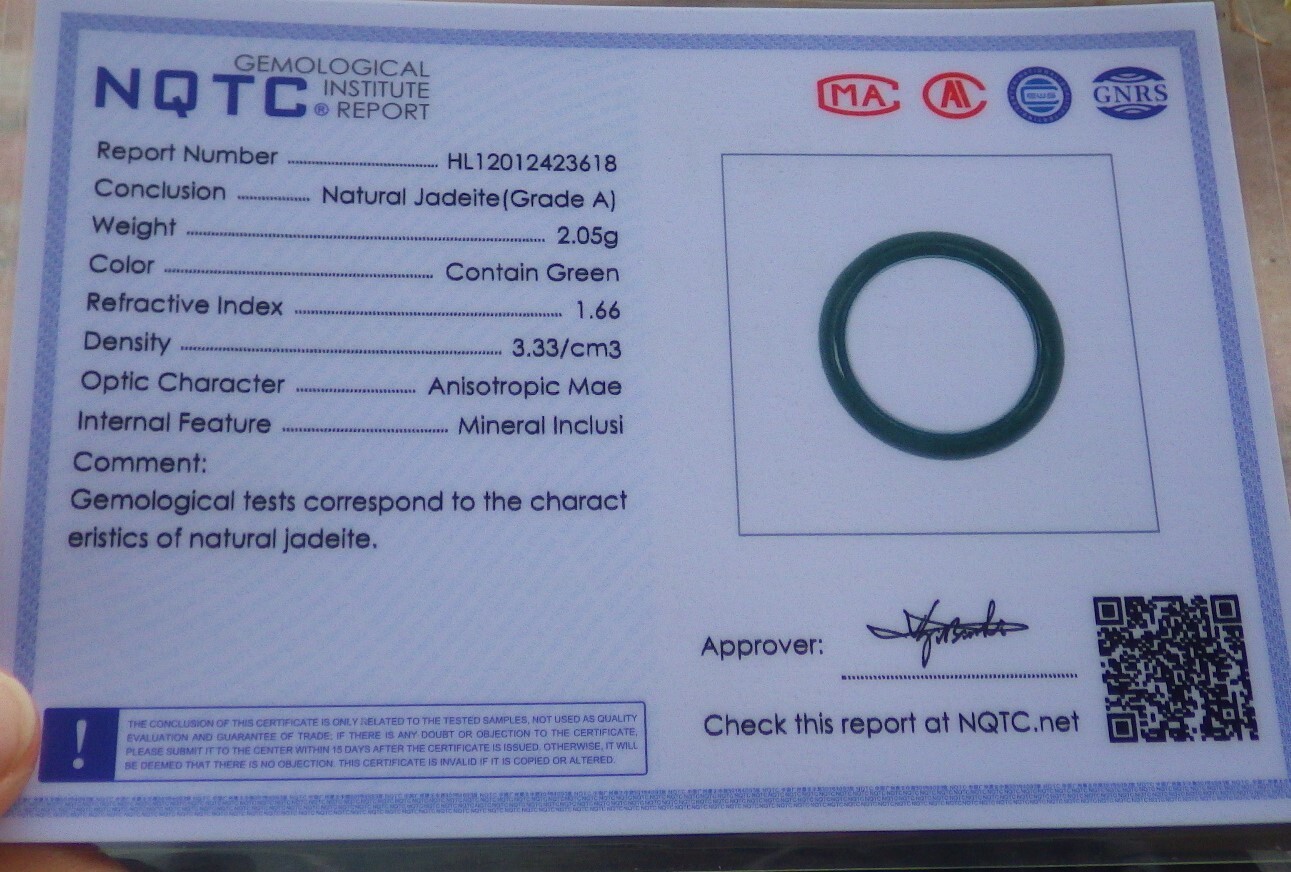 GEMOLOGICAL
NQTC® INSTITUTE
REPORT
MA
GNRS
Report Number ........ HL12012423618
Conclusion ........ Natural Jadeite(Grade A)
Weight ........ 2.05g
Color ........ Contain Green
Refractive Index ........ 1.66
Density ........ 3.33/cm3
Optic Character ........ Anisotropic Mae
Internal Feature ........ Mineral Inclusi
Comment:
Gemological tests correspond to the charact
eristics of natural jadeite.
Approver:
Check this report at NQTC.net
!
THE CONCLUSION OF THIS CERTIFICATE IS ONLY RELATED TO THE TESTED SAMPLES, NOT USED AS QUALITY
EVALUATION AND GUARANTEE OF TRADE; IF THERE IS ANY DOUBT OR OBJECTION TO THE CERTIFICATE,
PLEASE SUBMIT IT TO THE CENTER WITHIN 15 DAYS AFTER THE CERTIFICATE IS ISSUED. OTHERWISE, IT WILL
BE DEEMED THAT THERE IS NO OBJECTION. THIS CERTIFICATE IS INVALID IF IT IS COPIED OR ALTERED.